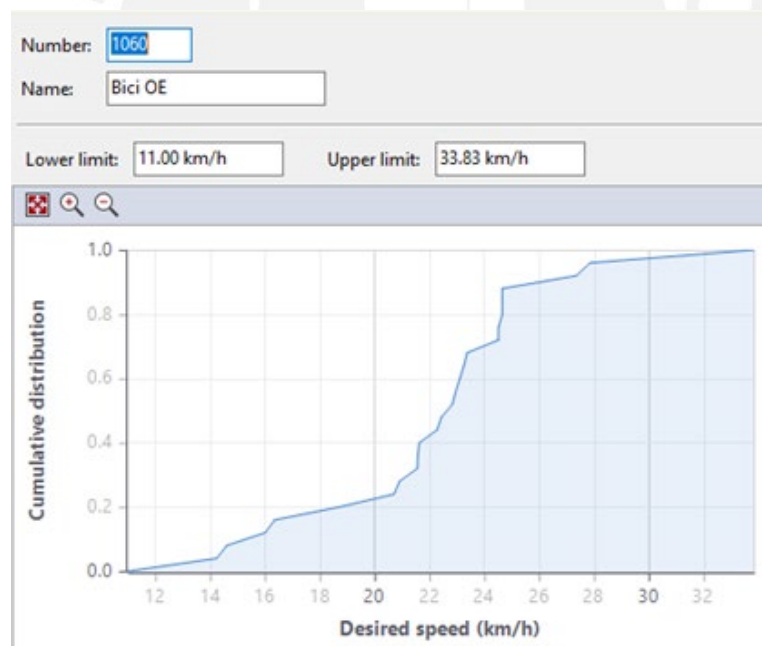 Number: 1060
Name: Bici OE
Lower limit: 11.00 km/h Upper limit: 33.83 km/h
1.0
0.8
0.6
0.4
0.2
0.0
Cumulative distribution
12 14 16 18 20 22 24 26 28 30 32
Desired speed (km/h)